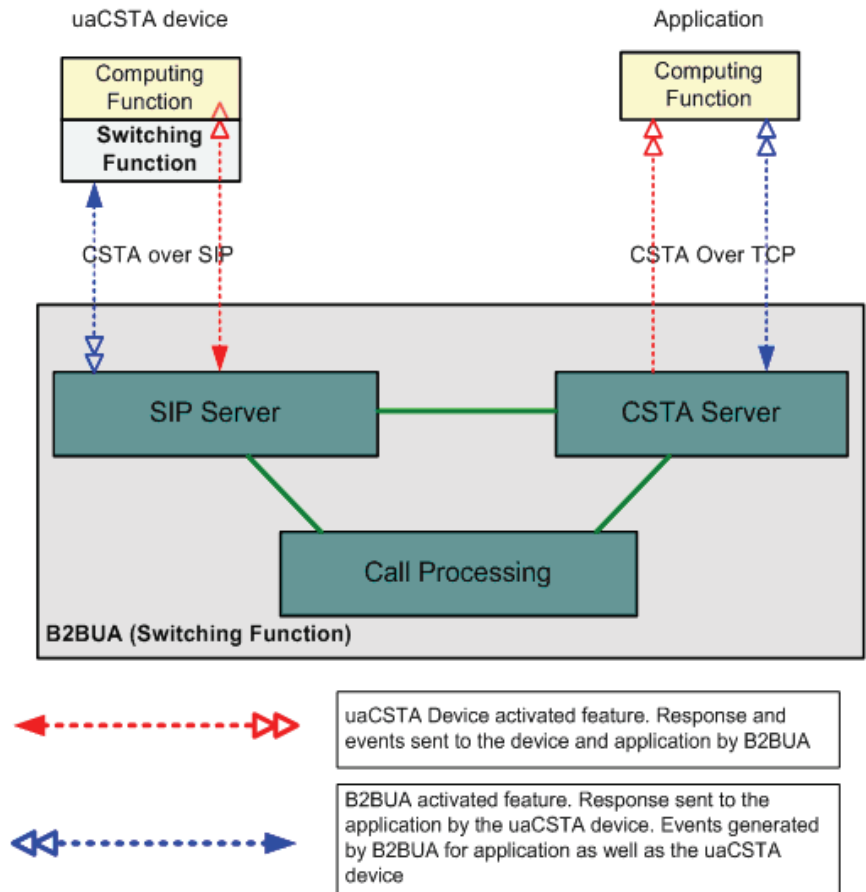 uaCSTA device
Application
Computing
Function
Switching
Function
Computing
Function
CSTA over SIP
CSTA Over TCP
SIP Server
CSTA Server
Call Processing
B2BUA (Switching Function)
uaCSTA Device activated feature. Response and
events sent to the device and application by B2BUA
B2BUA activated feature. Response sent to the
application by the uaCSTA device. Events generated
by B2BUA for application as well as the uaCSTA
device